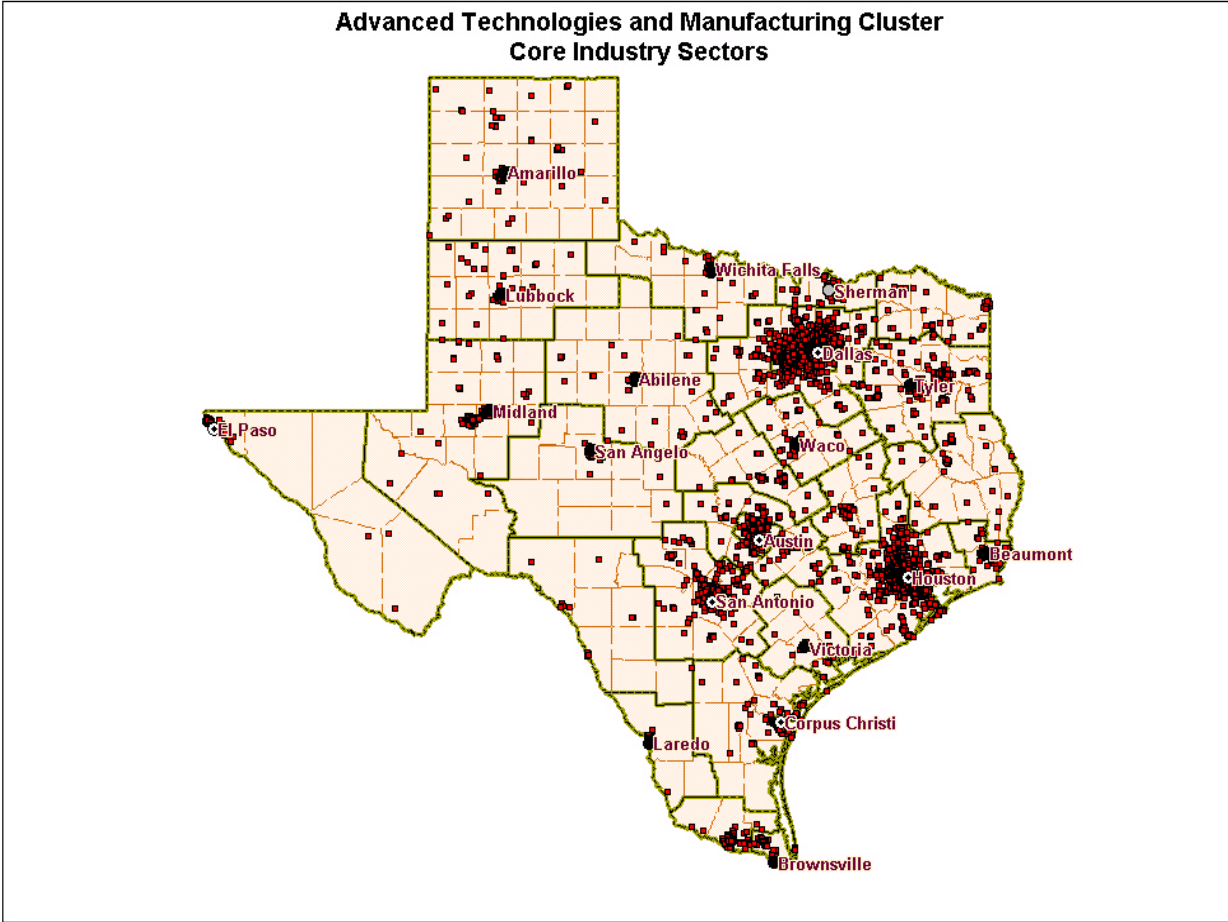 Advanced Technologies and Manufacturing Cluster
Core Industry Sectors
Amarillo
Wichita Falls
Sherman
Lubbock
Dallas
Abilene
Tyler
Midland
El Paso
Waco
San Angelo
Austin
Beaumont
Houston
San Antonio
Victoria
Corpus Christi
Laredo
Brownsville